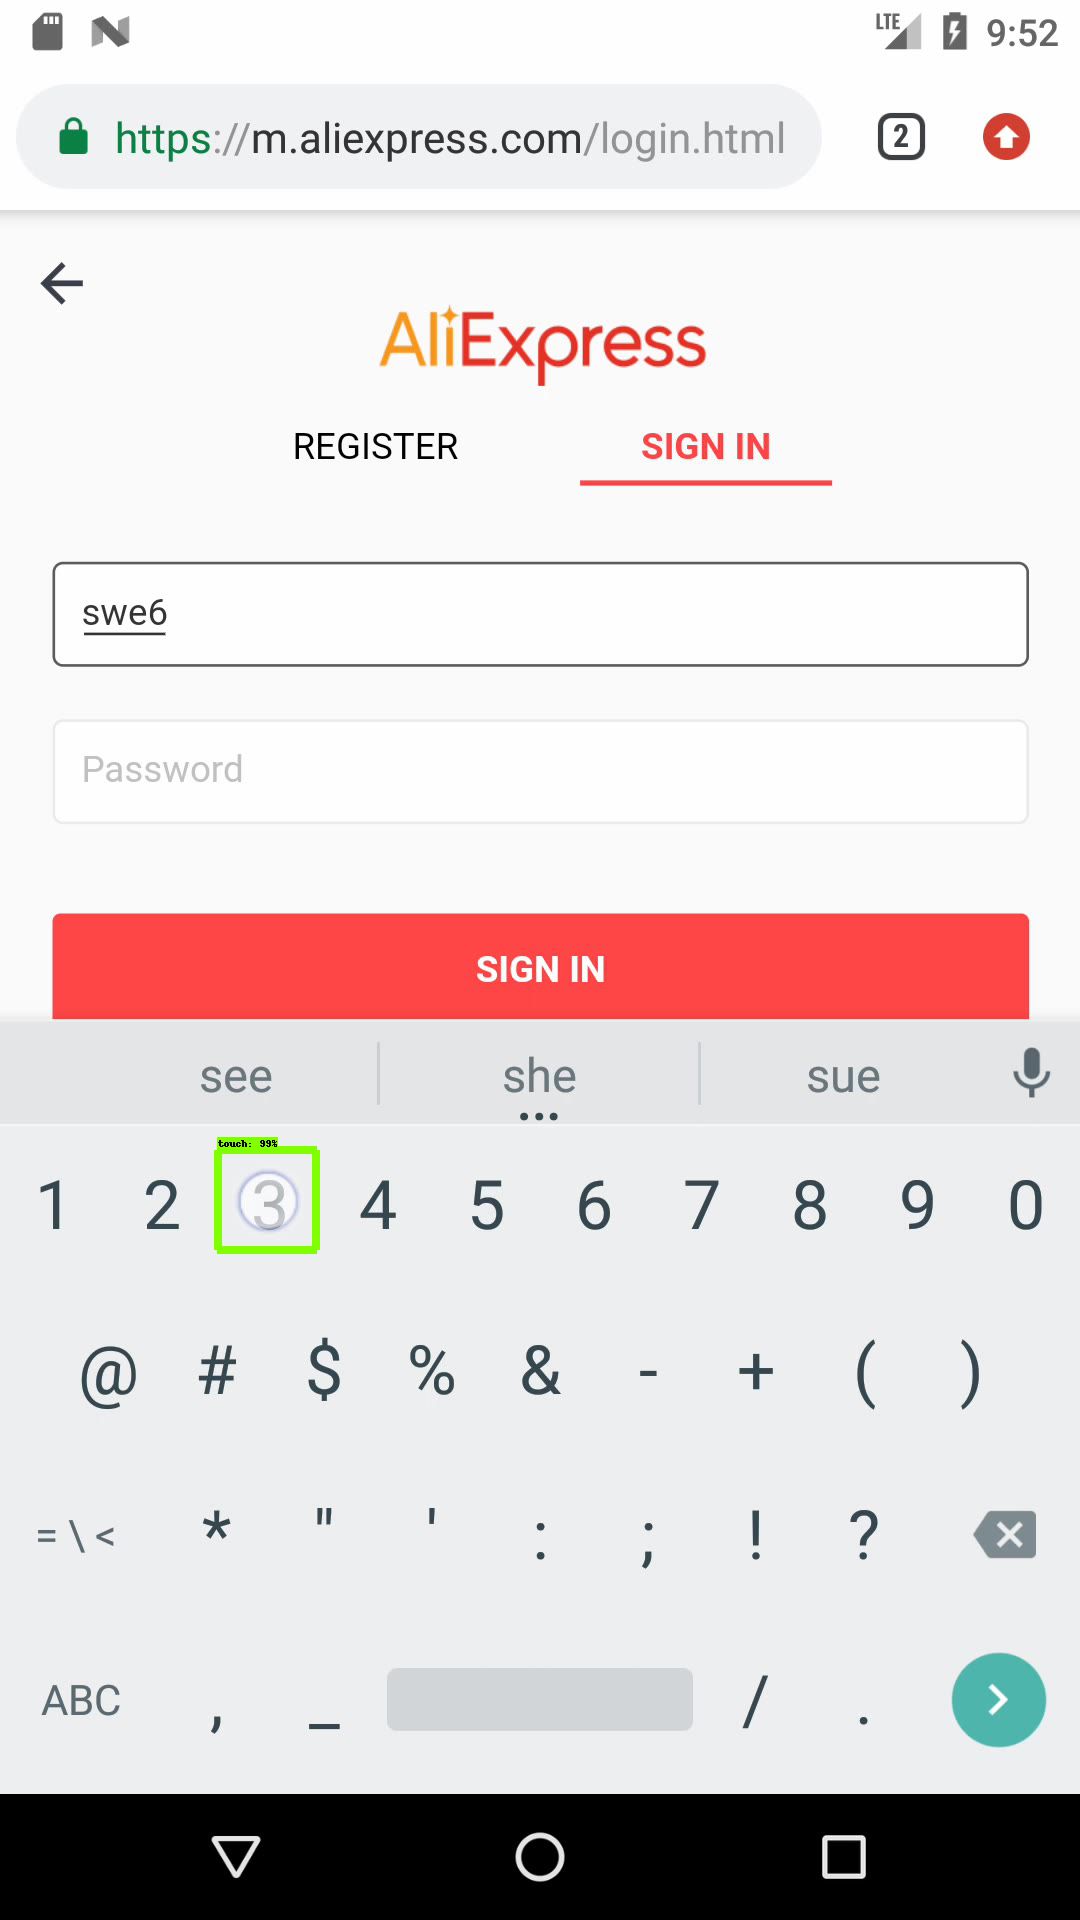 LTE 9:52
https://m.aliexpress.com/login.html 2
AliExpress
REGISTER SIGN IN
swe6
Password
SIGN IN
see she sue
touch: 99%
1 2 3 4 5 6 7 8 9 0
@ # $ % & - + ( )
= \ < * " ' : ; ! ?
ABC , _ / .